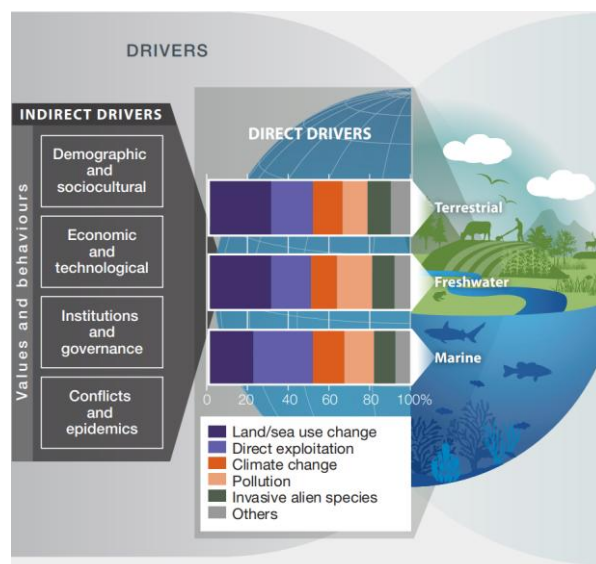 DRIVERS
INDIRECT DRIVERS
Values and behaviours
Demographic
and
sociocultural
Economic
and
technological
Institutions
and
governance
Conflicts
and
epidemics
DIRECT DRIVERS
Terrestrial
Freshwater
Marine
0 20 40 60 80 100%
Land/sea use change
Direct exploitation
Climate change
Pollution
Invasive alien species
Others